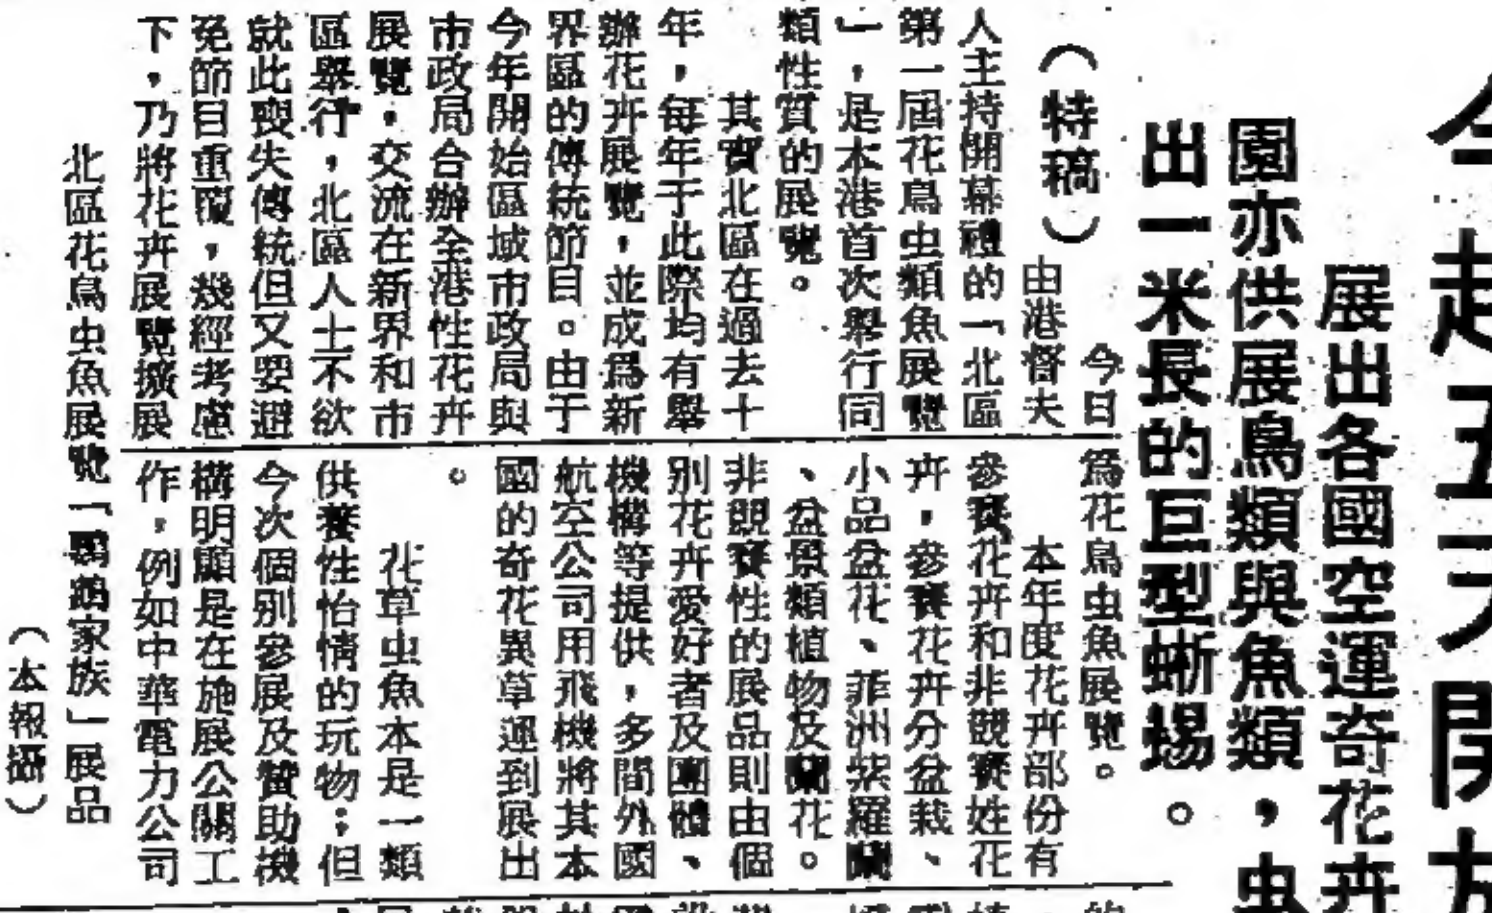 今起五天開放
展出各國空運奇花卉
園亦供展鳥類與魚類，虫
出一米長的巨型蜥蜴。
（特稿）今日
由港督夫
人主持開幕禮的「北區
第一屆花鳥虫類魚展覽
」，是本港首次舉行同
類性質的展覽。
其實北區在過去十
年，每年于此際均有舉
辦花卉展覽，並成爲新
界區的傳統節目。由于
今年開始區域市政局與
市政局合辦全港性花卉
展覽，交流在新界和市
區舉行，北區人士不欲
就此喪失傳統但又要避
免節目重覆，幾經考慮
下，乃將花卉展覽擴展
爲花鳥虫魚展覽。
本年度花卉部份有
參賽花卉和非競賽姓花
卉，參賽花卉分盆栽、
小品盆花、菲洲紫羅蘭
、盆景類植物及蘭花。
非競賽性的展品則由個
別花卉愛好者及團體、
機構等提供，多間外國
航空公司用飛機將其本
國的奇花異草運到展出
。
花草虫魚本是一類
供養性怡情的玩物；但
今次個別參展及贊助機
構明顯是在施展公關工
作，例如中華電力公司
北區花鳥虫魚展覽「鸚鵡家族」展品
（本報攝）